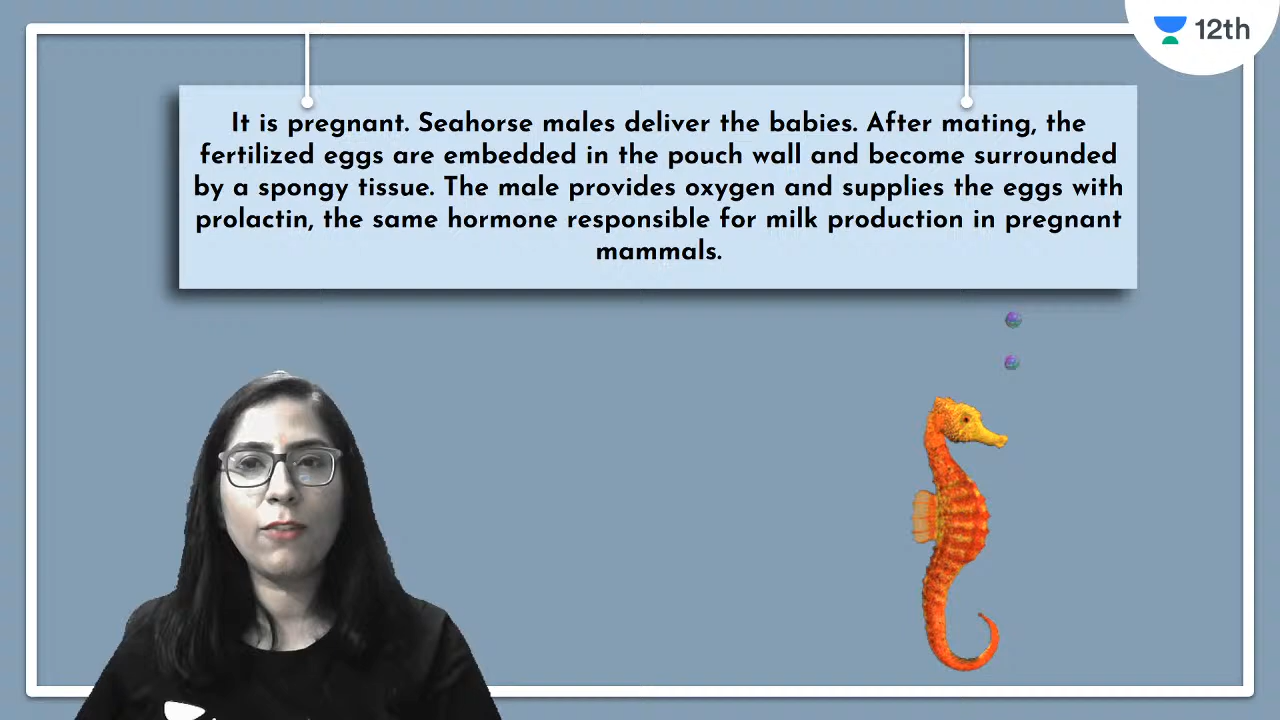 12th
It is pregnant. Seahorse males deliver the babies. After mating, the
fertilized eggs are embedded in the pouch wall and become surrounded
by a spongy tissue. The male provides oxygen and supplies the eggs with
prolactin, the same hormone responsible for milk production in pregnant
mammals.